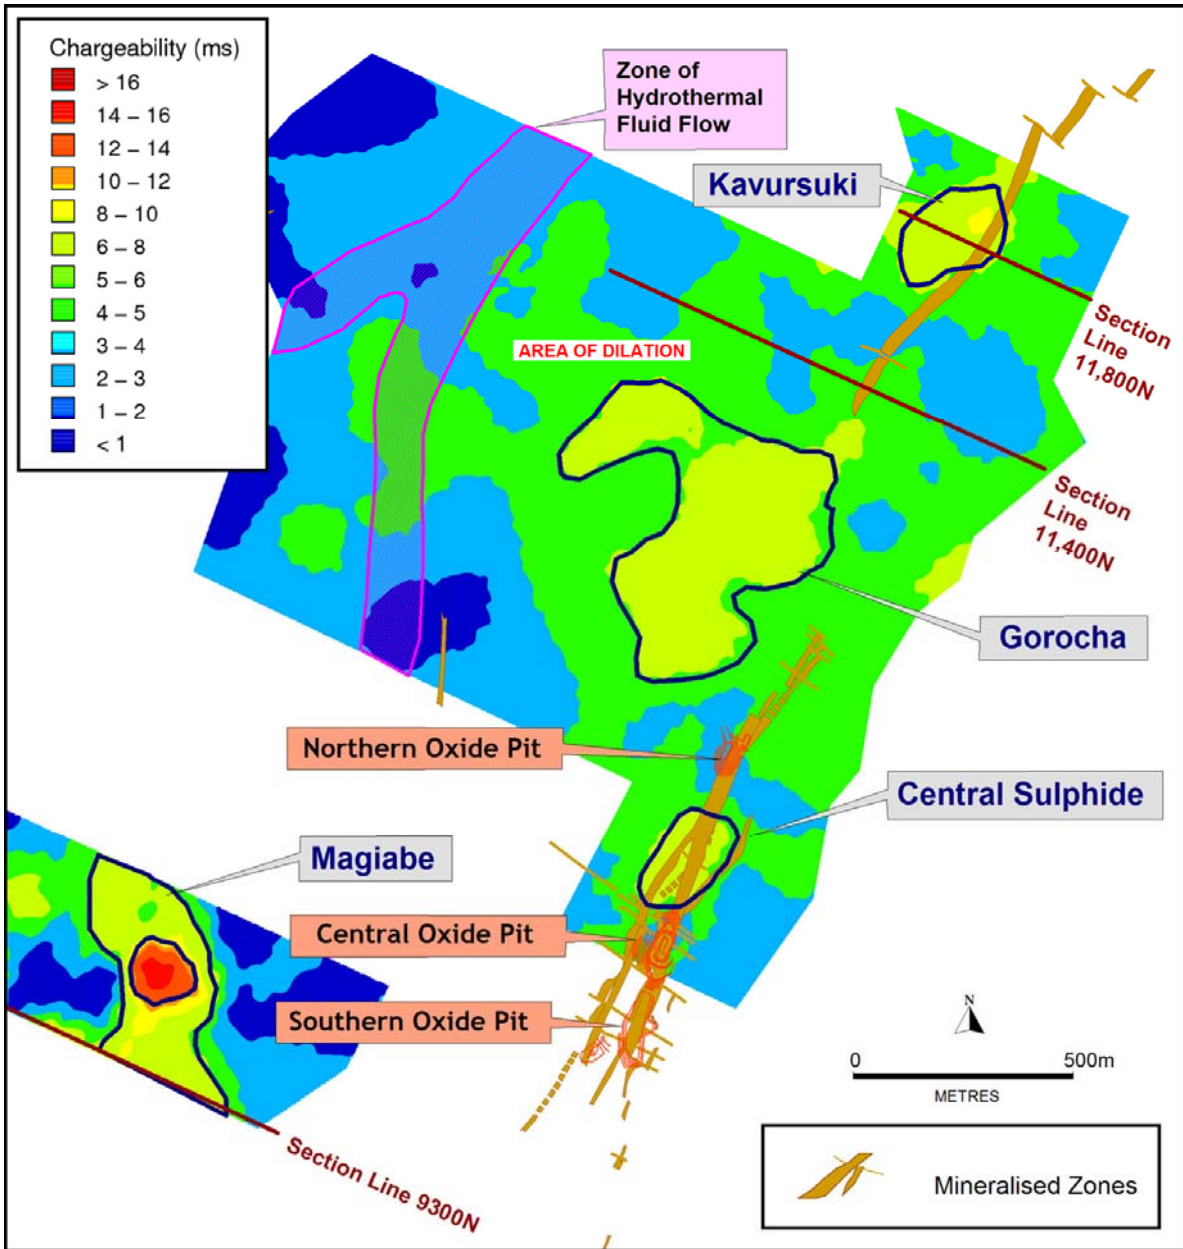 Chargeability (ms)
> 16
14 – 16
12 – 14
10 – 12
8 – 10
6 – 8
5 – 6
4 – 5
3 – 4
2 – 3
1 – 2
< 1
Zone of
Hydrothermal
Fluid Flow
Kavursuki
Section
Line
11,800N
AREA OF DILATION
Section
Line
11,400N
Gorocha
Northern Oxide Pit
Central Sulphide
Magiabe
Central Oxide Pit
Southern Oxide Pit
Section Line 9300N
N
0
500m
METRES
Mineralised Zones